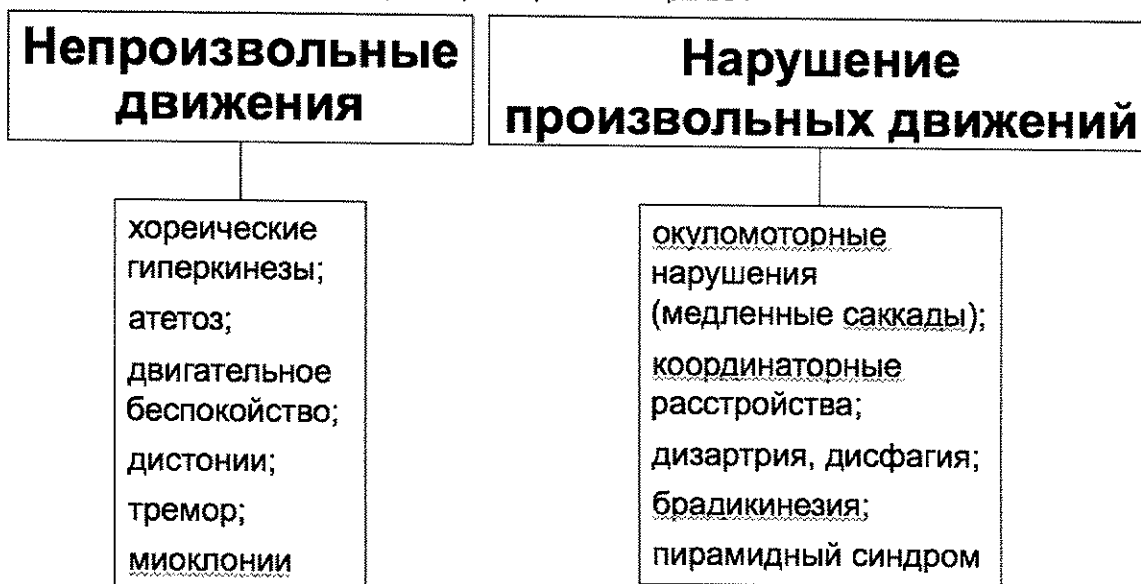 Непроизвольные
движения
Нарушение
произвольных движений
хореические
гиперкинезы;
атетоз;
двигательное
беспокойство;
дистонии;
тремор;
миоклонии
окуломоторные
нарушения
(медленные саккады);
координаторные
расстройства;
дизартрия, дисфагия;
брадикинезия;
пирамидный синдром